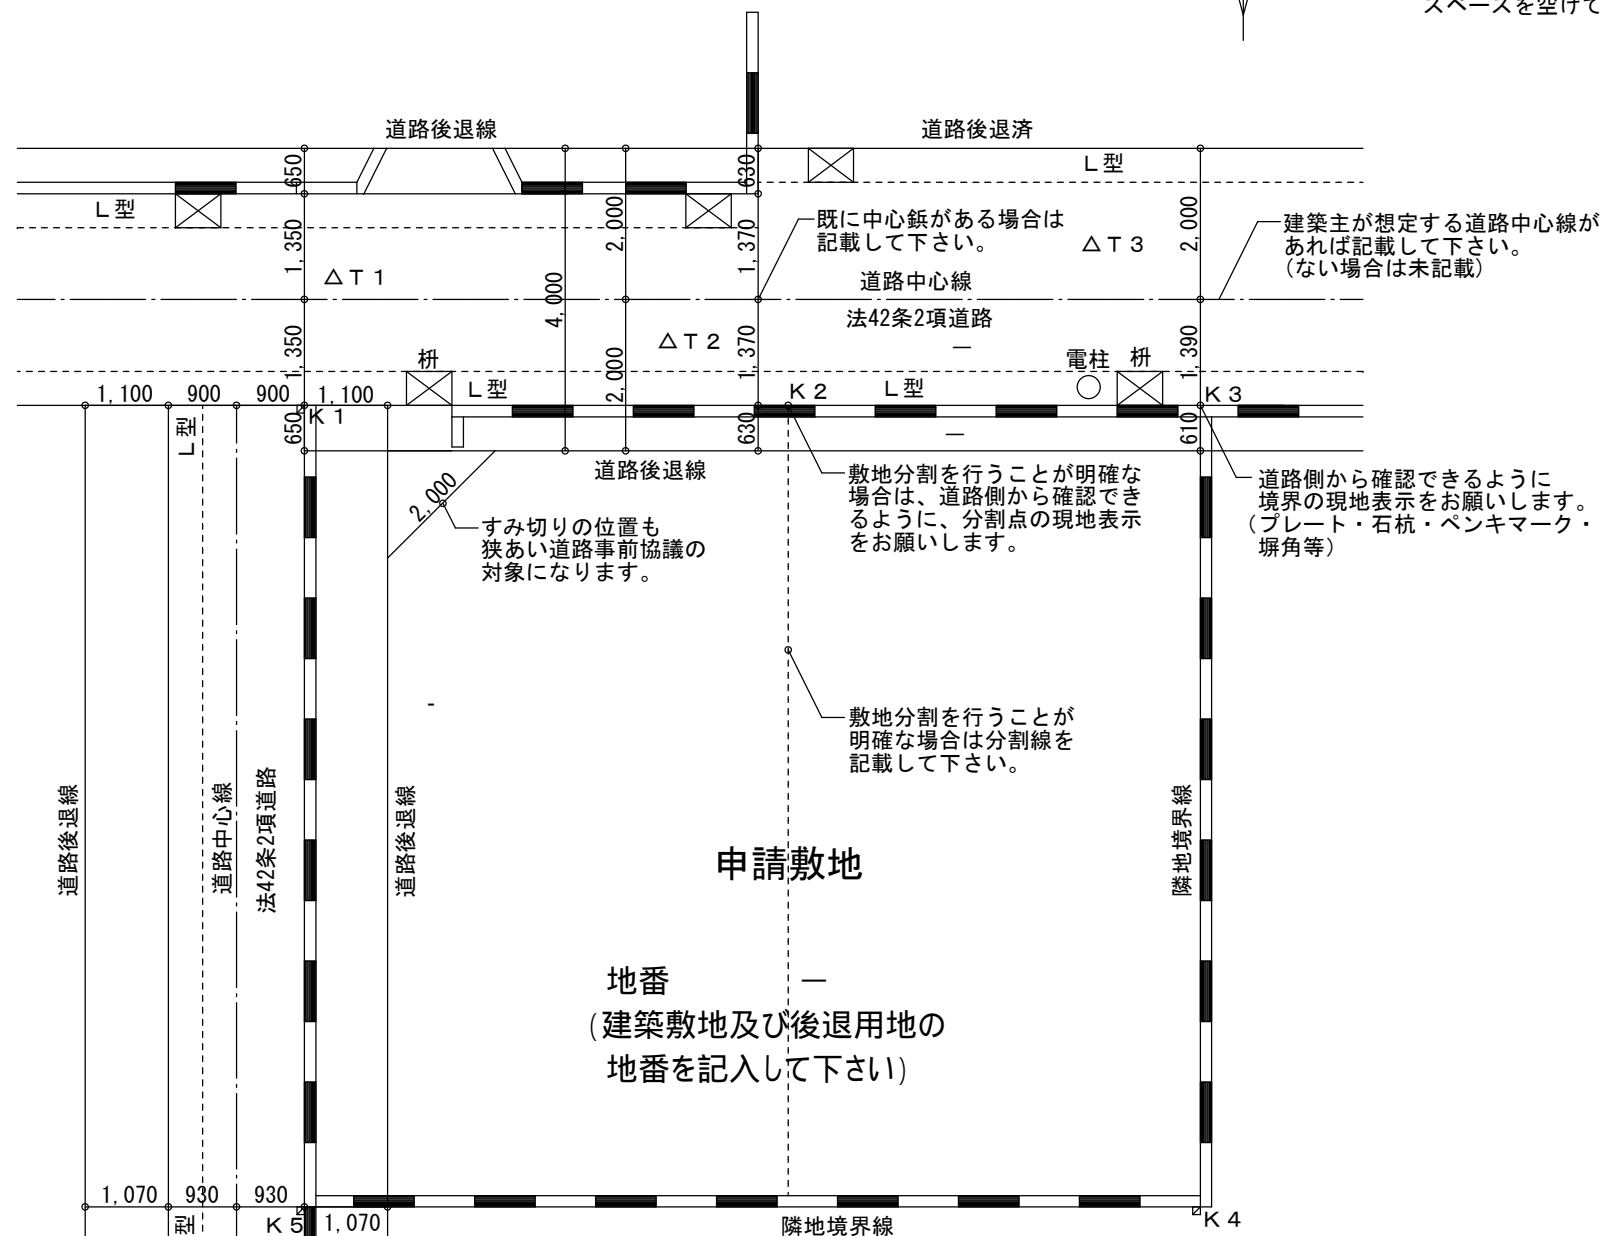 スペースを空けて
道路後退線
道路後退済
650
630
L型
L型
1,350
2,000
1,370
2,000
既に中心鋲がある場合は
記載して下さい。
△T3
建築主が想定する道路中心線が
あれば記載して下さい。
(ない場合は未記載)
△T1
4,000
道路中心線
法42条2項道路
1,350
2,000
△T2
1,370
―
1,390
桝
電柱
桝
1,100
900
900
1,100
L型
K2
L型
K3
L型
650
K1
630
―
610
道路後退線
2,000
すみ切りの位置も
狭あい道路事前協議の
対象になります。
敷地分割を行うことが明確な
場合は、道路側から確認でき
るように、分割点の現地表示
をお願いします。
道路側から確認できるように
境界の現地表示をお願いします。
(プレート・石杭・ペンキマーク・
塀角等)
-
敷地分割を行うことが
明確な場合は分割線を
記載して下さい。
道路後退線
道路中心線
法42条2項道路
道路後退線
隣地境界線
申請敷地
地番 ―
(建築敷地及び後退用地の
地番を記入して下さい)
1,070
930
930
型
K5
1,070
隣地境界線
K4